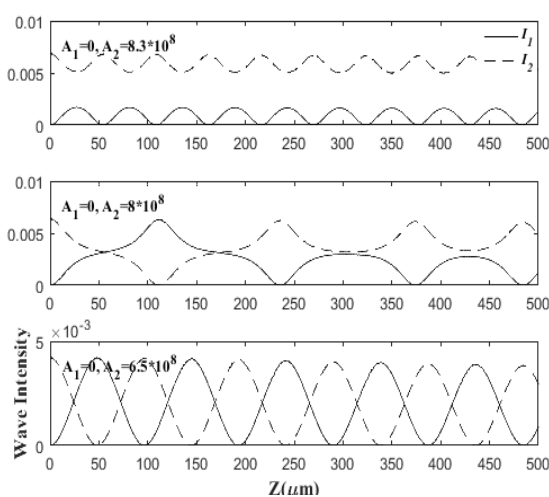 0.01
A1=0, A2=8.3*10^8
I1
I2
0.005
0
0 50 100 150 200 250 300 350 400 450 500
0.01
A1=0, A2=8*10^8
0.005
0
0 50 100 150 200 250 300 350 400 450 500
× 10^-3
5
A1=0, A2=6.5*10^8
Wave Intensity
0
0 50 100 150 200 250 300 350 400 450 500
Z(μm)